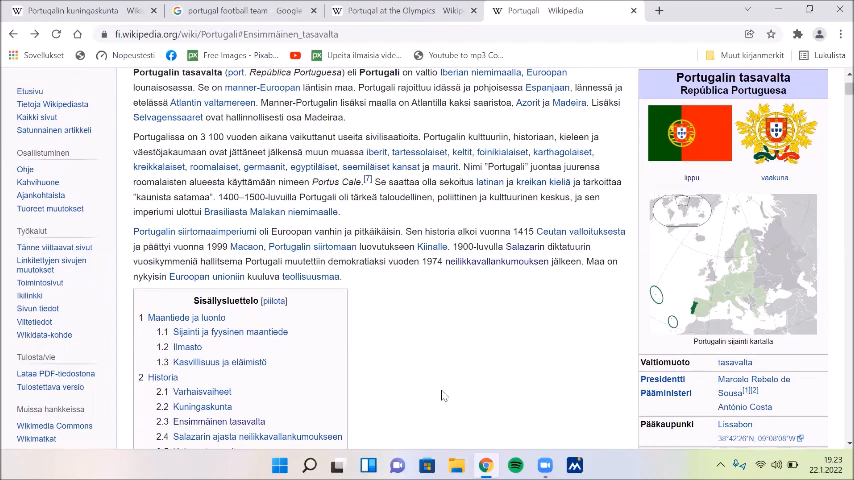 Portugalin kuningaskunta - Wiki
portugal football team - Google
Portugal at the Olympics - Wikip
Portugali - Wikipedia
fi.wikipedia.org/wiki/Portugali#Ensimmäinen_tasavalta
Sovellukset
Nopeustesti
Free Images - Pixab...
Upeita ilmaisia vide...
Youtube to mp3 Co...
Muut kirjanmerkit
Lukulista
Etusivu
Tietoja Wikipediasta
Kaikki sivut
Satunnainen artikkeli
Osallistuminen
Ohje
Kahvihuone
Ajankohtaista
Tuoreet muutokset
Työkalut
Tänne viittaavat sivut
Linkitettyjen sivujen
muutokset
Toimintosivut
Ikilinkki
Sivun tiedot
Viitetiedot
Wikidata-kohde
Tulosta/vie
Lataa PDF-tiedostona
Tulostettava versio
Muissa hankkeissa
Wikimedia Commons
Wikimatkat
Portugalin tasavalta (port. República Portuguesa) eli Portugali on valtio Iberian niemimaalla, Euroopan
lounaisosassa. Se on manner-Euroopan läntisin maa. Portugali rajoittuu idässä ja pohjoisessa Espanjaan, lännessä ja
etelässä Atlantin valtamereen. Manner-Portugalin lisäksi maalla on Atlantilla kaksi saaristoa, Azorit ja Madeira. Lisäksi
Selvagenssaaret ovat hallinnollisesti osa Madeiraa.
Portugalissa on 3 100 vuoden aikana vaikuttanut useita sivilisaatioita. Portugalin kulttuuriin, historiaan, kieleen ja
väestöjakaumaan ovat jättäneet jälkensä muun muassa iberit, tartessolaiset, keltit, foinikialaiset, karthagolaiset,
kreikkalaiset, roomalaiset, germaanit, egyptiläiset, seemiläiset kansat ja maurit. Nimi "Portugali" tai juontaa juurensa
roomalaisten alueesta käyttämään nimeen Portus Cale.[7] Se saattaa olla sekoitus latinan ja kreikan kieliä ja tarkoittaa
"kaunista satamaa". 1400–1500-luvuilla Portugali oli tärkeä taloudellinen, poliittinen ja kulttuurinen keskus, ja sen
imperiumi ulottui Brasiliasta Malakan niemimaalle.
Portugalin siirtomaaimperiumi oli Euroopan vanhin ja pitkäikäisin. Sen historia alkoi vuonna 1415 Ceutan valloituksesta
ja päättyi vuonna 1999 Macaon, Portugalin siirtomaan luovutukseen Kiinalle. 1900-luvulla Salazarin diktatuurin
vuosikymmeniä hallitsema Portugali muutettiin demokratiaksi vuoden 1974 neilikkavallankumouksen jälkeen. Maa on
nykyisin Euroopan unioniin kuuluva teollisuusmaa.
Sisällysluettelo [piilota]
1 Maantiede ja luonto
1.1 Sijainti ja fyysinen maantiede
1.2 Ilmasto
1.3 Kasvillisuus ja eläimistö
2 Historia
2.1 Varhaisvaiheet
2.2 Kuningaskunta
2.3 Ensimmäinen tasavalta
2.4 Salazarin ajasta neilikkavallankumoukseen
Portugalin tasavalta
República Portuguesa
lippu
vaakuna
Portugalin sijainti kartalla
Valtiomuoto tasavalta
Presidentti Marcelo Rebelo de
Pääministeri Sousa[1][2]
António Costa
Pääkaupunki Lissabon
38°42′26″N, 09°08′08″W
19.23
22.1.2022